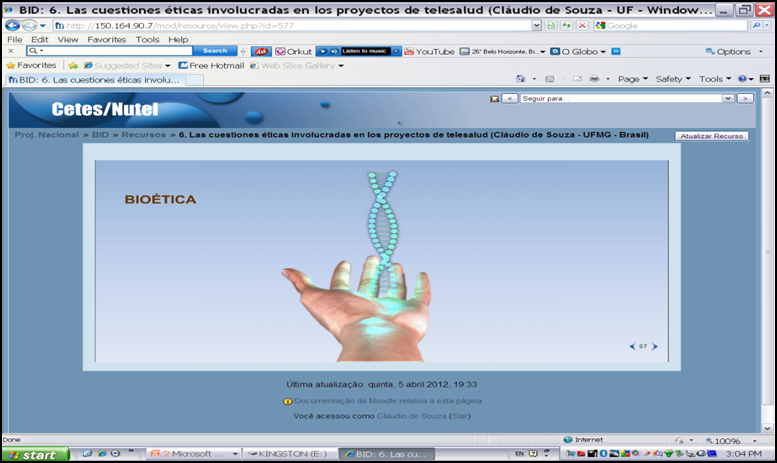 BID: 6. Las cuestiones éticas involucradas en los proyectos de telesalud (Cláudio de Souza - UF - Window...
http://150.164.90.7/mod/resource/view.php?id=577
Google
File Edit View Favorites Tools Help
Search
Orkut
Listen to music
YouTube
26° Belo Horizonte, Br...
O Globo
Options
Favorites
Suggested Sites
Free Hotmail
Web Slice Gallery
BID: 6. Las cuestiones éticas involu...
Page Safety Tools
Cetes/Nutel
Seguir para...
Proj. Nacional » BID » Recursos » 6. Las cuestiones éticas involucradas en los proyectos de telesalud (Cláudio de Souza - UFMG - Brasil)
Atualizar Recurso
BIOÉTICA
07
Última atualização: quinta, 5 abril 2012, 19:33
Documentação de Moodle relativa a esta página
Você acessou como Claudio de Souza (Sair)
Done
Internet
100%
start
2 Microsoft ...
KINGSTON (E:)
BID: 6. Las cu...
EN
3:04 PM